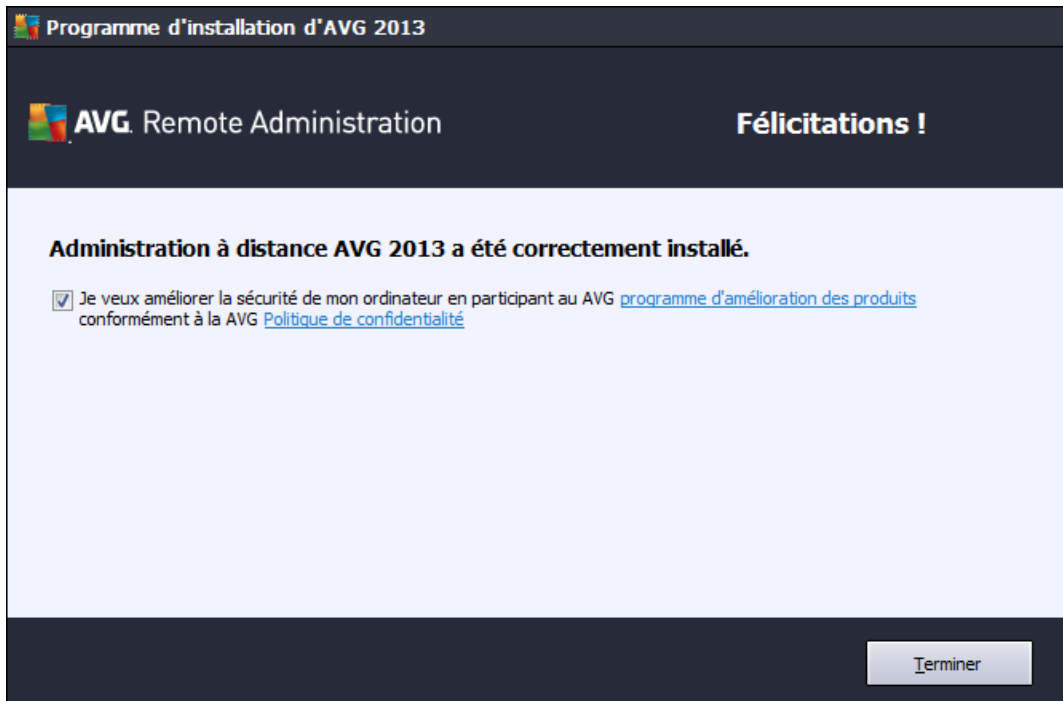 Programme d'installation d'AVG 2013
AVG. Remote Administration
Félicitations !
Administration à distance AVG 2013 a été correctement installé.
Je veux améliorer la sécurité de mon ordinateur en participant au AVG programme d'amélioration des produits
conformément à la AVG Politique de confidentialité
Terminer